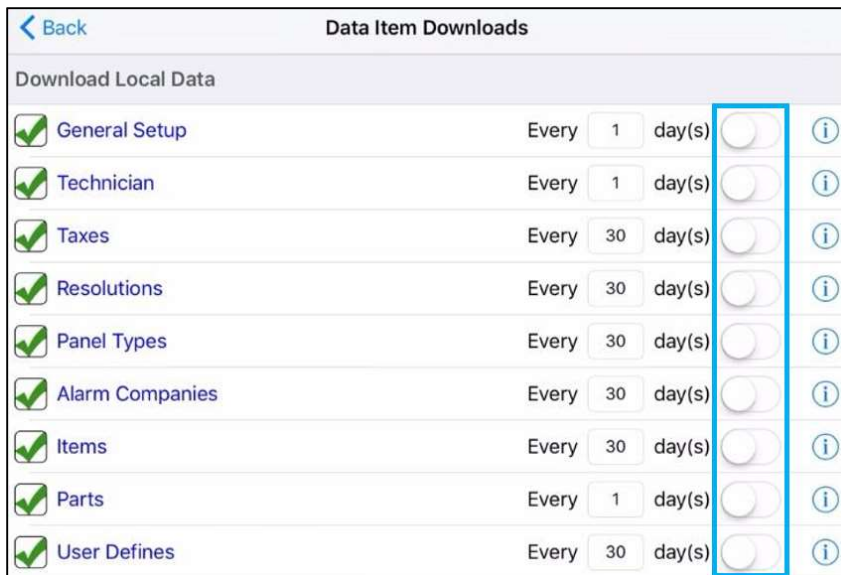 Back Data Item Downloads
Download Local Data
General Setup Every 1 day(s)
Technician Every 1 day(s)
Taxes Every 30 day(s)
Resolutions Every 30 day(s)
Panel Types Every 30 day(s)
Alarm Companies Every 30 day(s)
Items Every 30 day(s)
Parts Every 1 day(s)
User Defines Every 30 day(s)